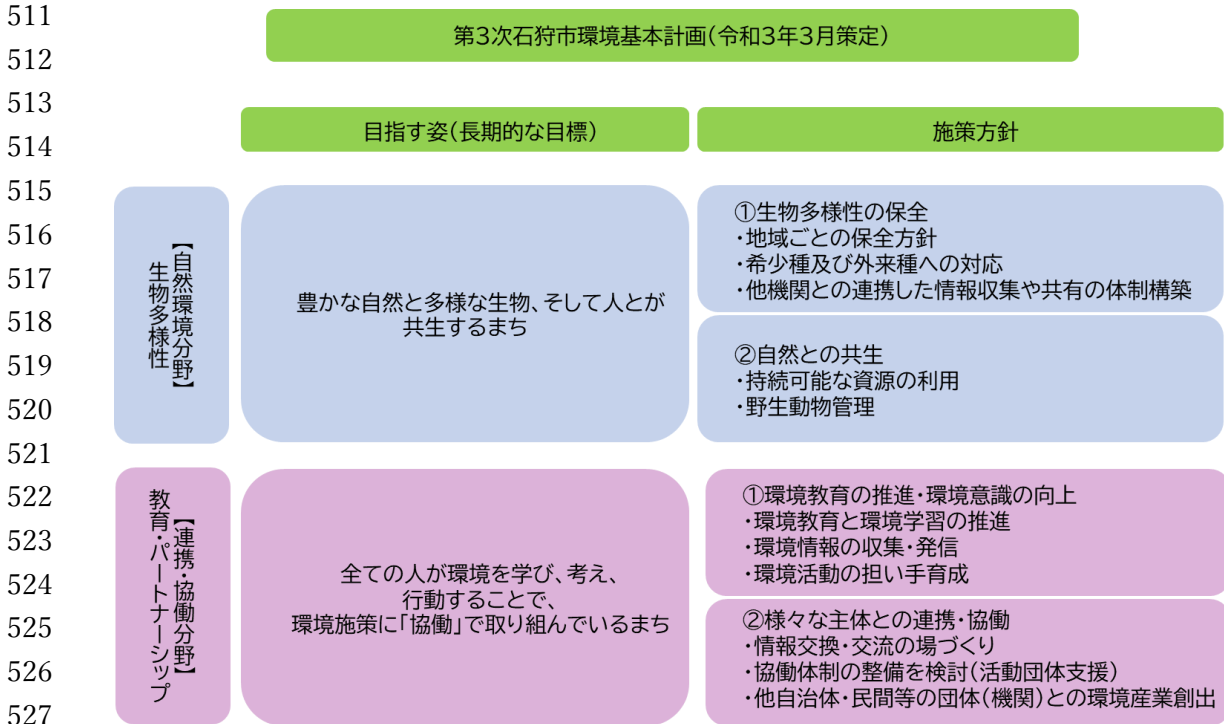 511
512
513
514
515
516
517
518
519
520
521
522
523
524
525
526
527
第3次石狩市環境基本計画(令和3年3月策定)
目指す姿(長期的な目標)
施策方針
【自然環境分野】
生物多様性
豊かな自然と多様な生物、そして人とが
共生するまち
①生物多様性の保全
・地域ごとの保全方針
・希少種及び外来種への対応
・他機関との連携した情報収集や共有の体制構築
②自然との共生
・持続可能な資源の利用
・野生動物管理
【連携・協働分野】
教育・パートナーシップ
全ての人が環境を学び、考え、
行動することで、
環境施策に「協働」で取り組んでいるまち
①環境教育の推進・環境意識の向上
・環境教育と環境学習の推進
・環境情報の収集・発信
・環境活動の担い手育成
②様々な主体との連携・協働
・情報交換・交流の場づくり
・協働体制の整備を検討(活動団体支援)
・他自治体・民間等の団体(機関)との環境産業創出